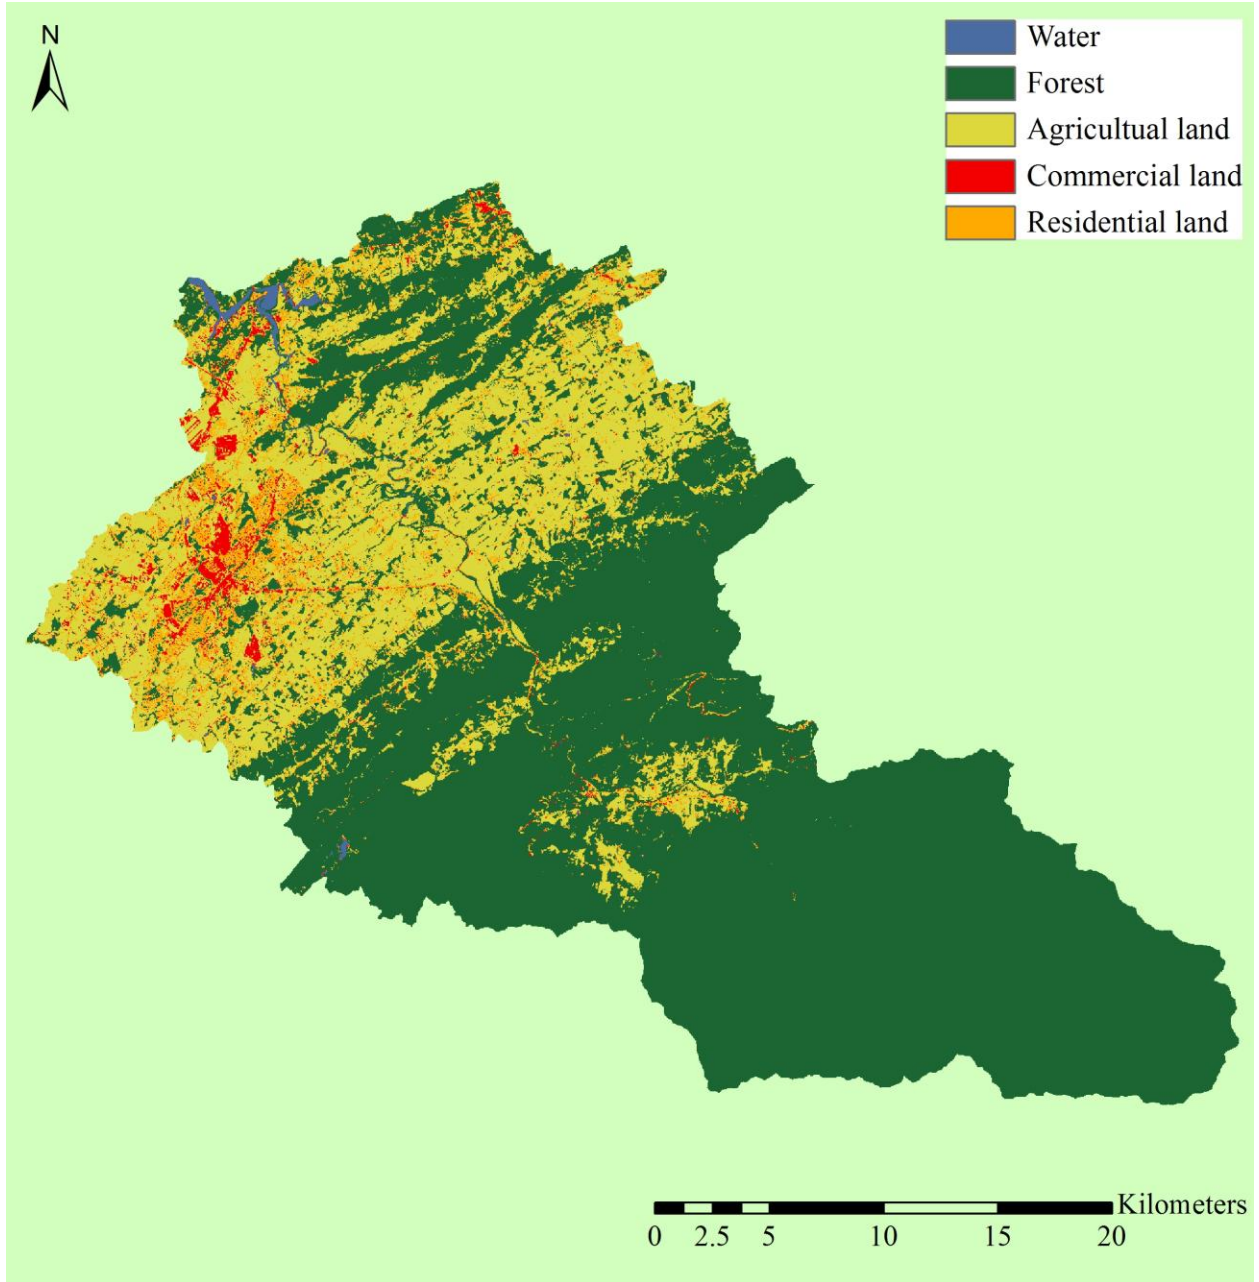 N
Water
Forest
Agricultual land
Commercial land
Residential land
Kilometers
0 2.5 5 10 15 20